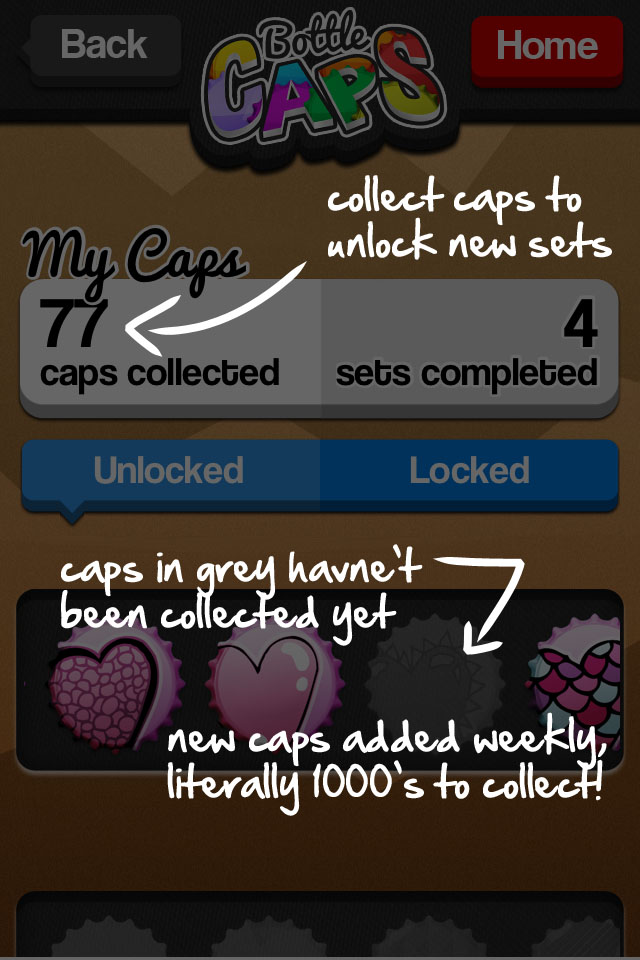 Back
Bottle
CAPS
Home
collect caps to
unlock new sets
My Caps
77
caps collected
4
sets completed
Unlocked
Locked
caps in grey havne't
been collected yet
new caps added weekly,
literally 1000's to collect!